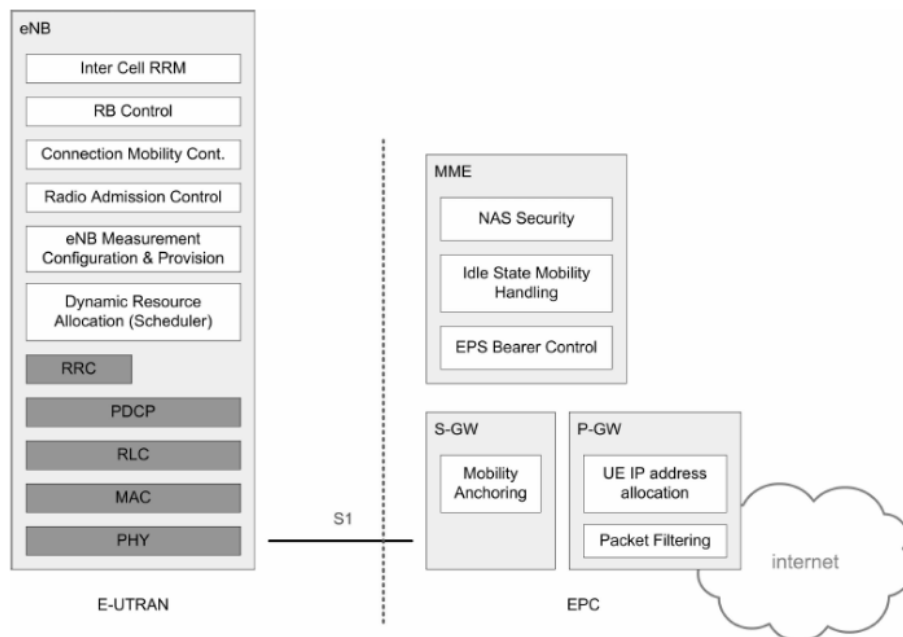 eNB
Inter Cell RRM
RB Control
Connection Mobility Cont.
Radio Admission Control
eNB Measurement
Configuration & Provision
Dynamic Resource
Allocation (Scheduler)
RRC
PDCP
RLC
MAC
PHY
S1
E-UTRAN
MME
NAS Security
Idle State Mobility
Handling
EPS Bearer Control
S-GW
Mobility
Anchoring
P-GW
UE IP address
allocation
Packet Filtering
internet
EPC